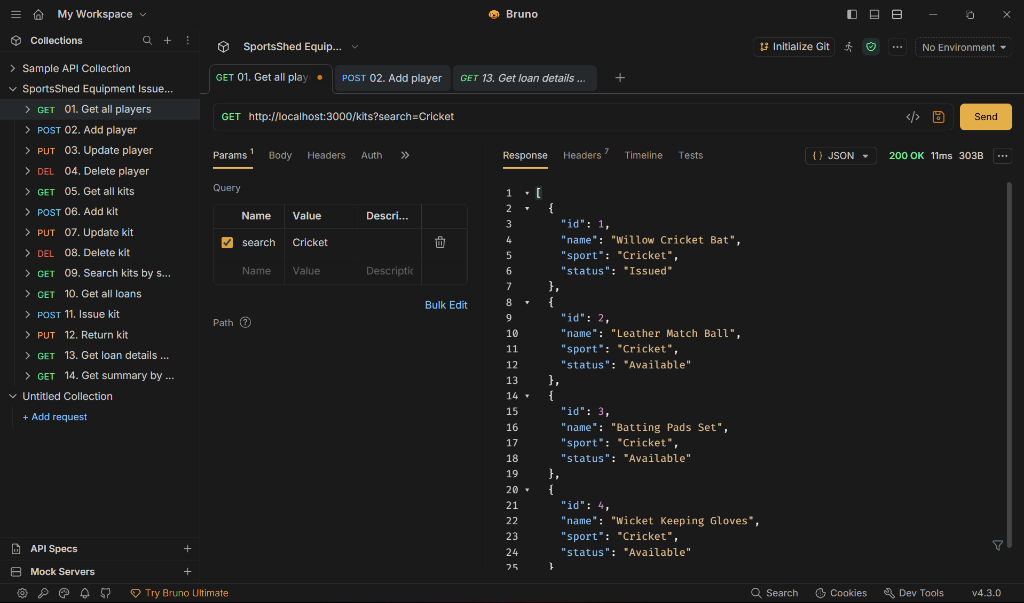 My Workspace
Bruno
Collections
SportsShed Equip...
Initialize Git
No Environment
Sample API Collection
SportsShed Equipment Issue...
GET 01. Get all players
POST 02. Add player
PUT 03. Update player
DEL 04. Delete player
GET 05. Get all kits
POST 06. Add kit
PUT 07. Update kit
DEL 08. Delete kit
GET 09. Search kits by s...
GET 10. Get all loans
POST 11. Issue kit
PUT 12. Return kit
GET 13. Get loan details ...
GET 14. Get summary by ...
Untitled Collection
+ Add request
API Specs
Mock Servers
GET 01. Get all play
POST 02. Add player
GET 13. Get loan details ...
GET http://localhost:3000/kits?search=Cricket
Send
Params 1 Body Headers Auth
Query
Name Value Descri...
search Cricket
Name Value Descriptic
Bulk Edit
Path ?
Response Headers 7 Timeline Tests
{ } JSON 200 OK 11ms 303B
1 [
2 {
3 "id": 1,
4 "name": "Willow Cricket Bat",
5 "sport": "Cricket",
6 "status": "Issued"
7 },
8 {
9 "id": 2,
10 "name": "Leather Match Ball",
11 "sport": "Cricket",
12 "status": "Available"
13 },
14 {
15 "id": 3,
16 "name": "Batting Pads Set",
17 "sport": "Cricket",
18 "status": "Available"
19 },
20 {
21 "id": 4,
22 "name": "Wicket Keeping Gloves",
23 "sport": "Cricket",
24 "status": "Available"
25 }
Try Bruno Ultimate
Search
Cookies
Dev Tools
v4.3.0